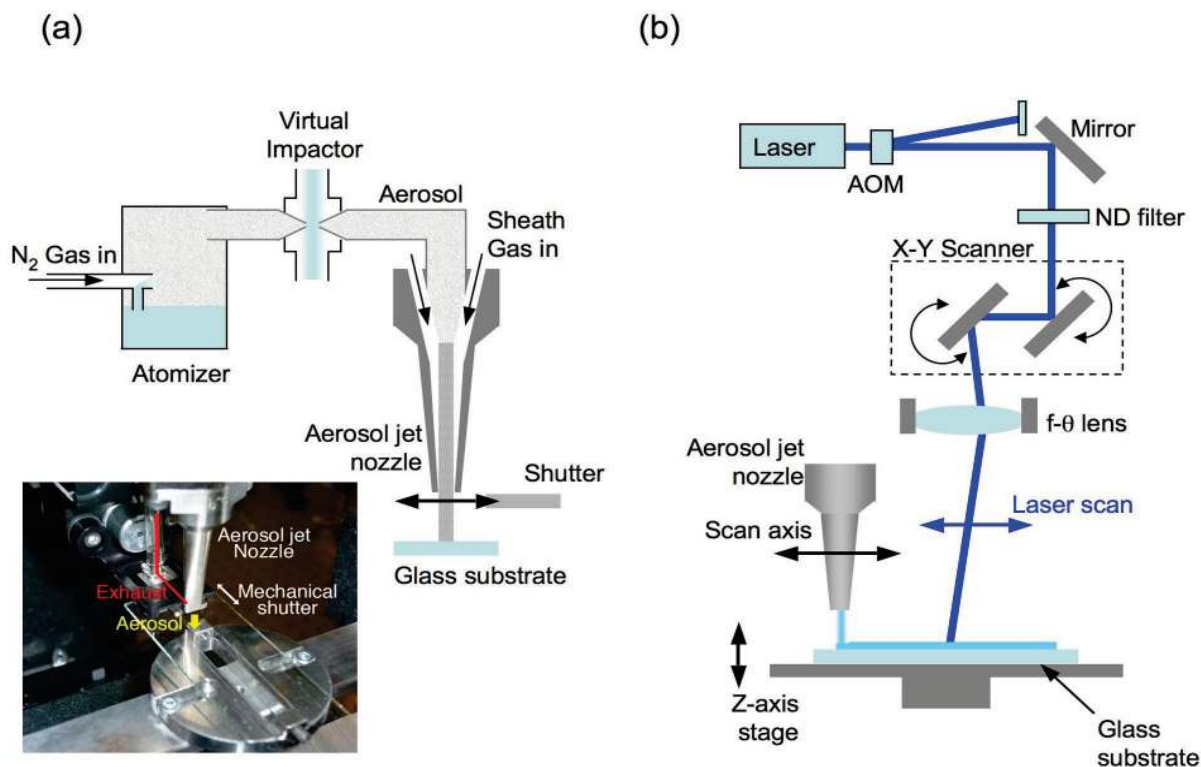 (a)
Virtual
Impactor
Aerosol
Sheath
Gas in
N₂ Gas in
Atomizer
Aerosol jet
nozzle
Shutter
Glass substrate
Aerosol jet
Nozzle
Exhaust
Mechanical
shutter
Aerosol
(b)
Laser
AOM
Mirror
ND filter
X-Y Scanner
f-θ lens
Aerosol jet
nozzle
Scan axis
Laser scan
Z-axis
stage
Glass
substrate